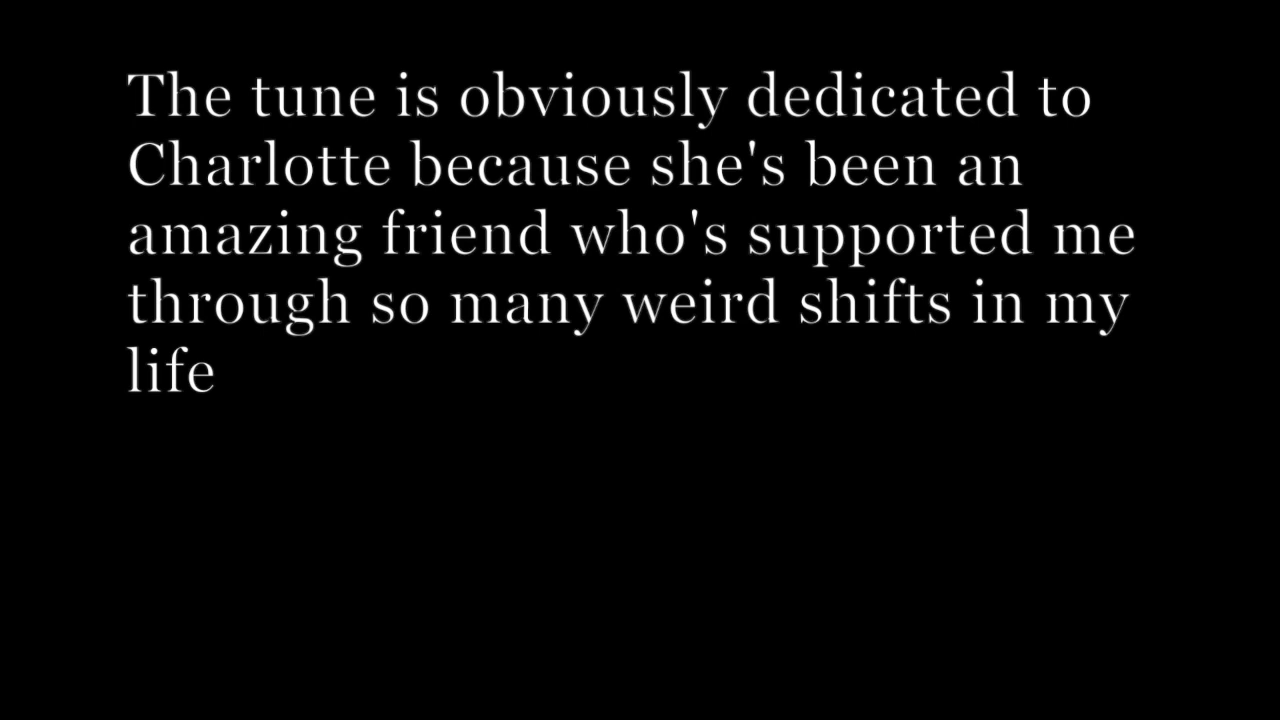 The tune is obviously dedicated to
Charlotte because she's been an
amazing friend who's supported me
through so many weird shifts in my
life